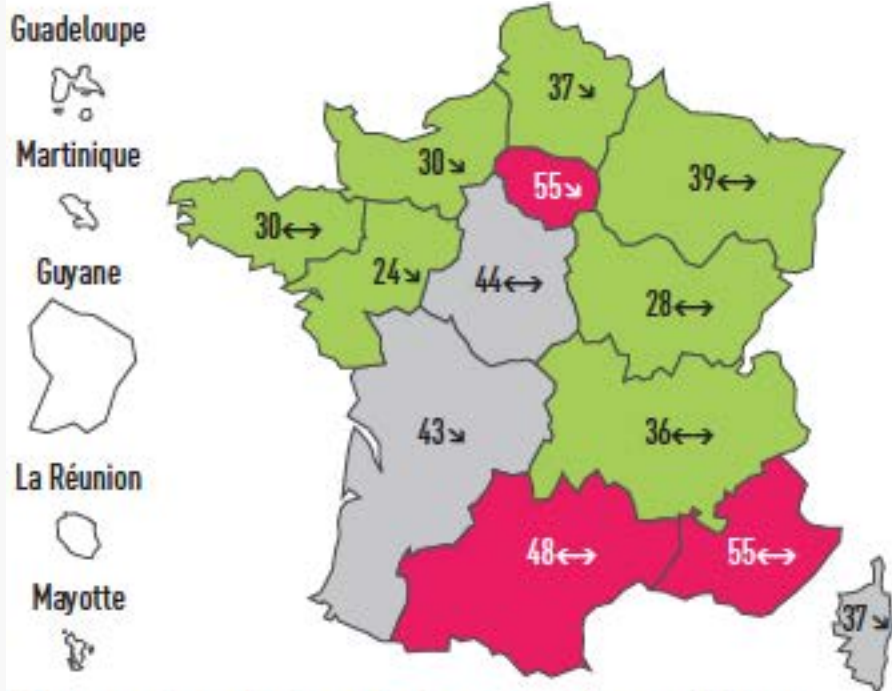 Guadeloupe
Martinique
Guyane
La Réunion
Mayotte
37↘
30↘
55↘
39↔
30↔
24↘
44↔
28↔
43↘
36↔
48↔
55↔
37↘